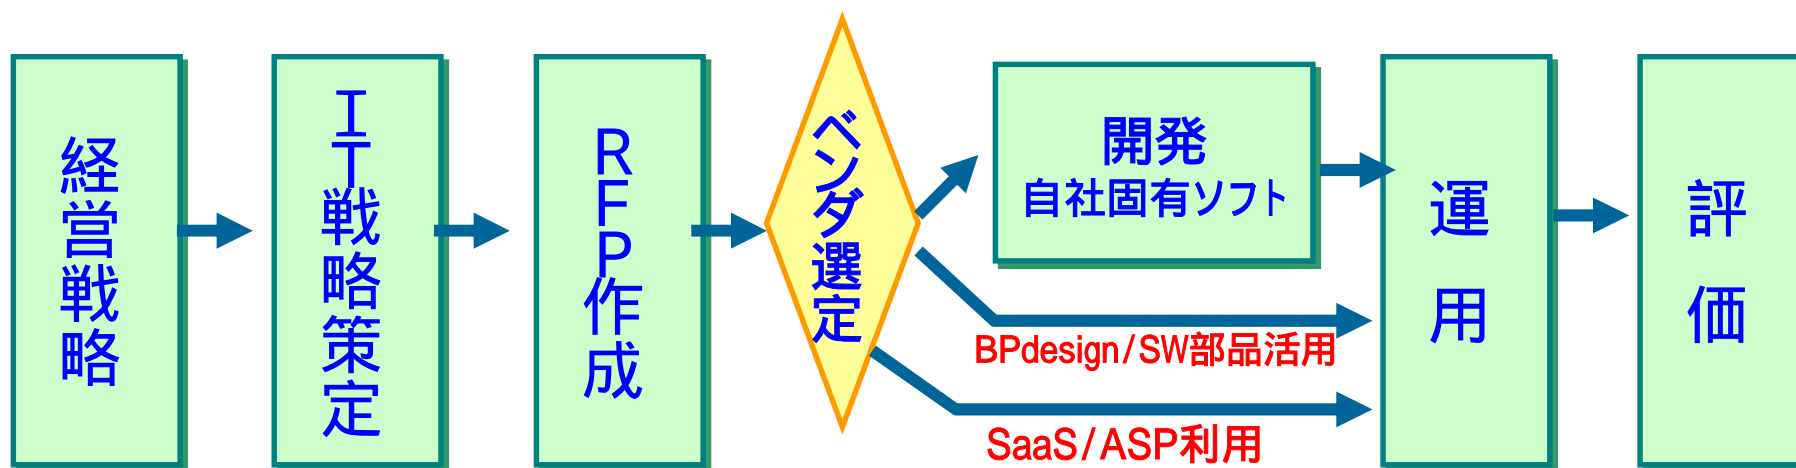 経営戦略
IT戦略策定
RFP作成
ベンダ選定
開発
自社固有ソフト
BPdesign/SW部品活用
SaaS/ASP利用
運用
評価